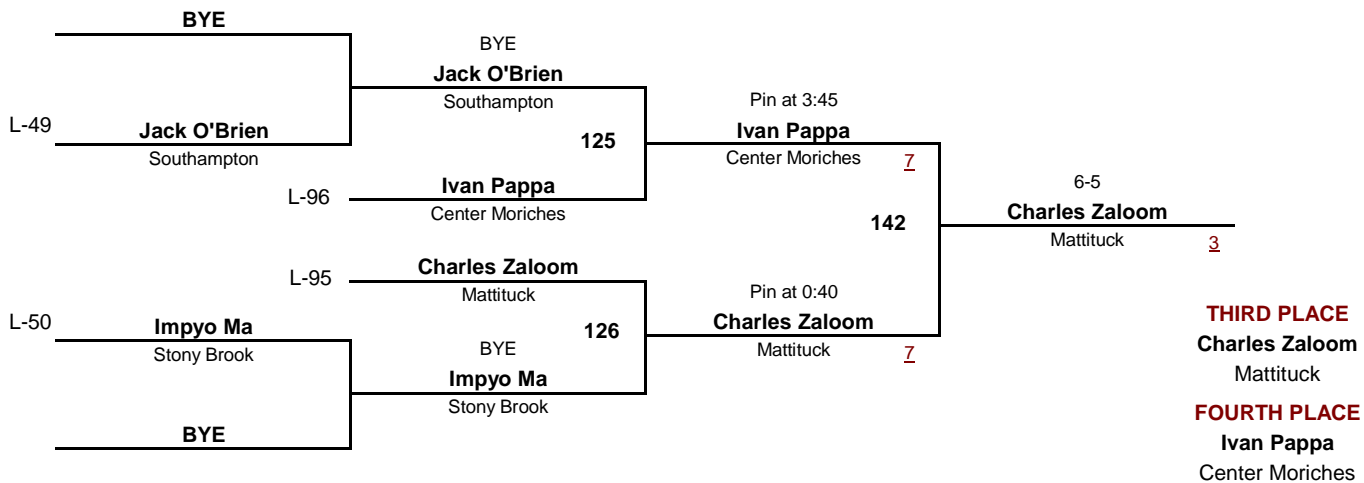 BYE
L-49
Jack O'Brien
Southampton
BYE
Jack O'Brien
Southampton
125
L-96
Ivan Pappa
Center Moriches
Pin at 3:45
Ivan Pappa
Center Moriches
7
142
6-5
Charles Zaloom
Mattituck
3
L-95
Charles Zaloom
Mattituck
126
L-50
Impyo Ma
Stony Brook
BYE
Impyo Ma
Stony Brook
BYE
Pin at 0:40
Charles Zaloom
Mattituck
7
THIRD PLACE
Charles Zaloom
Mattituck
FOURTH PLACE
Ivan Pappa
Center Moriches